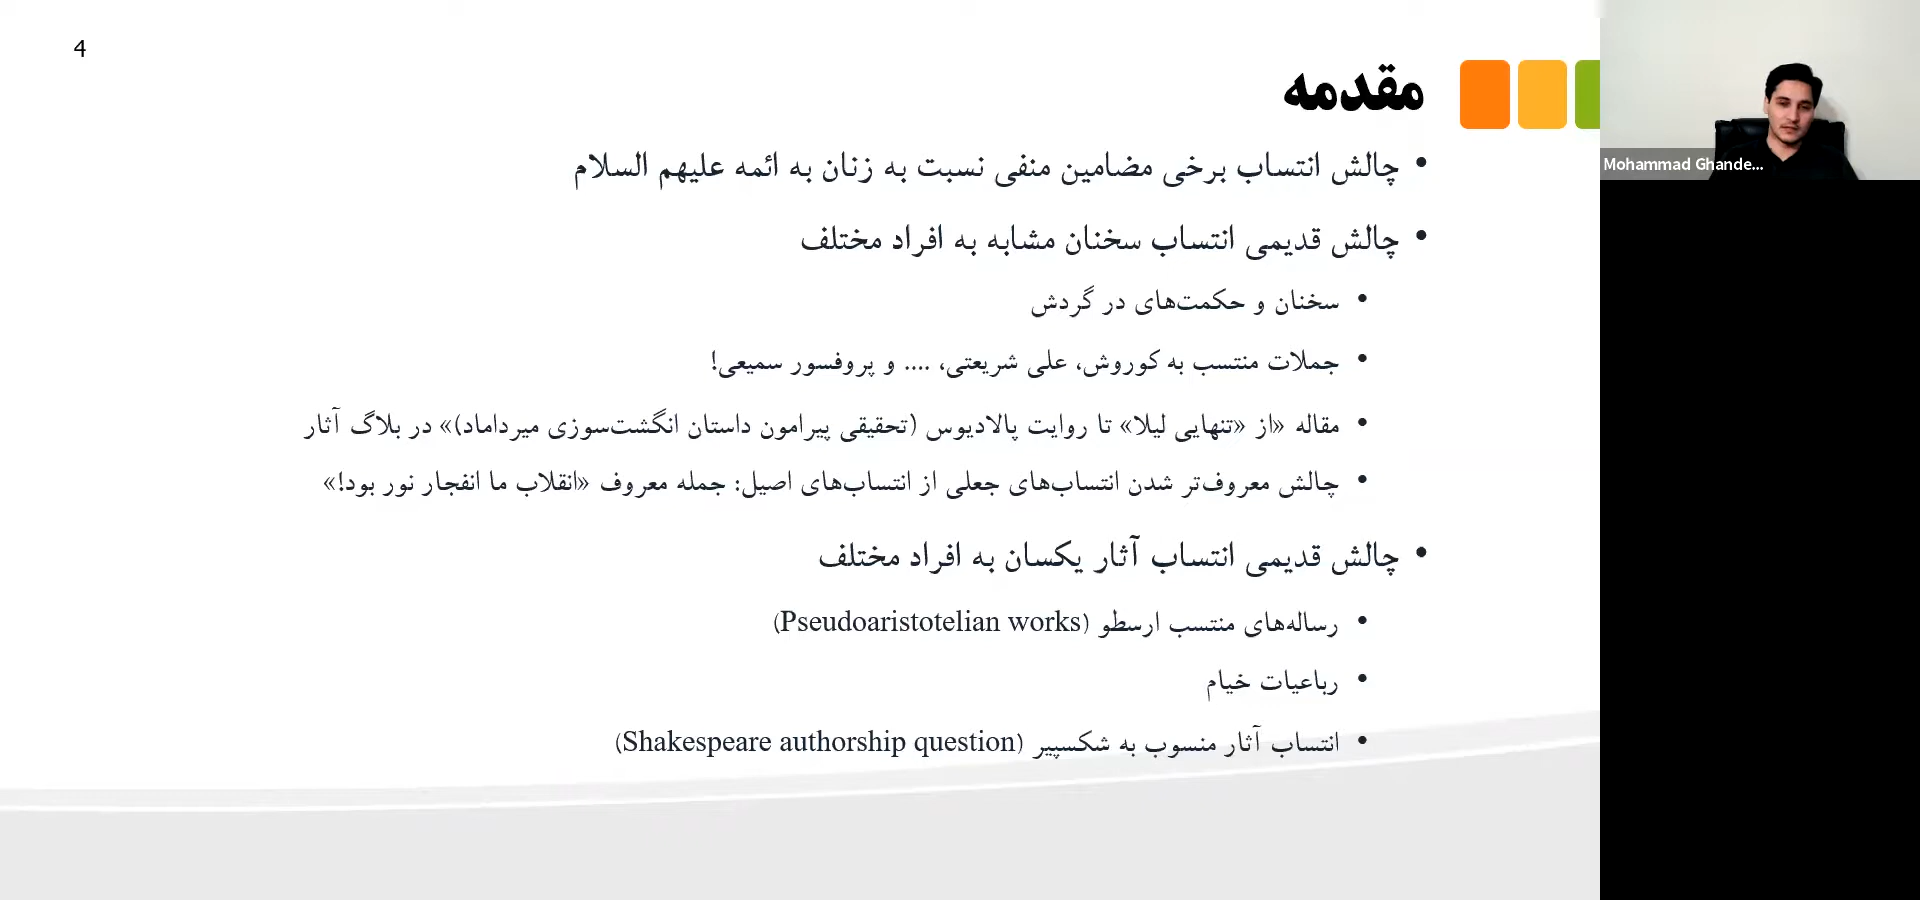 4
مقدمه
• چالش انتساب برخی مضامین منفی نسبت به زنان به ائمه علیهم السلام
• چالش قدیمی انتساب سخنان مشابه به افراد مختلف
• سخنان و حکمت‌های در گردش
• جملات منتسب به کوروش، علی شریعتی، .... و پروفسور سمیعی!
• مقاله «از «تنهایی لیلا» تا روایت پالادیوس (تحقیقی پیرامون داستان انگشت‌سوزی میرداماد)» در بلاگ آثار
• چالش معروف‌تر شدن انتساب‌های جعلی از انتساب‌های اصیل: جمله معروف «انقلاب ما انفجار نور بود!»
• چالش قدیمی انتساب آثار یکسان به افراد مختلف
• رساله‌های منتسب ارسطو (Pseudoaristotelian works)
• رباعیات خیام
• انتساب آثار منسوب به شکسپیر (Shakespeare authorship question)
Mohammad Ghande...